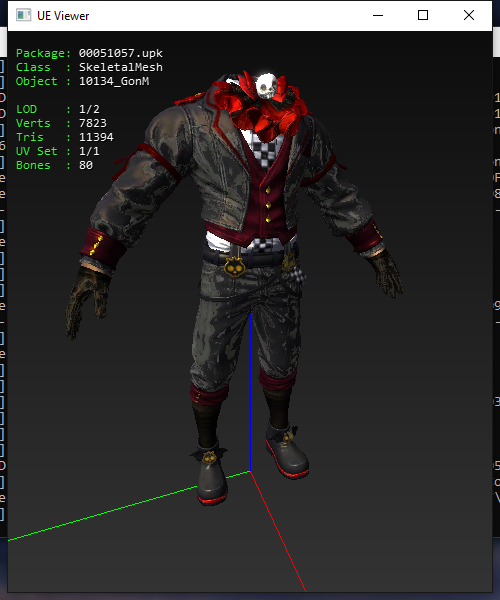 UE Viewer
Package: 00051057.upk
Class : SkeletalMesh
Object : 10134_GonM
LOD : 1/2
Verts : 7823
Tris : 11394
UV Set : 1/1
Bones : 80